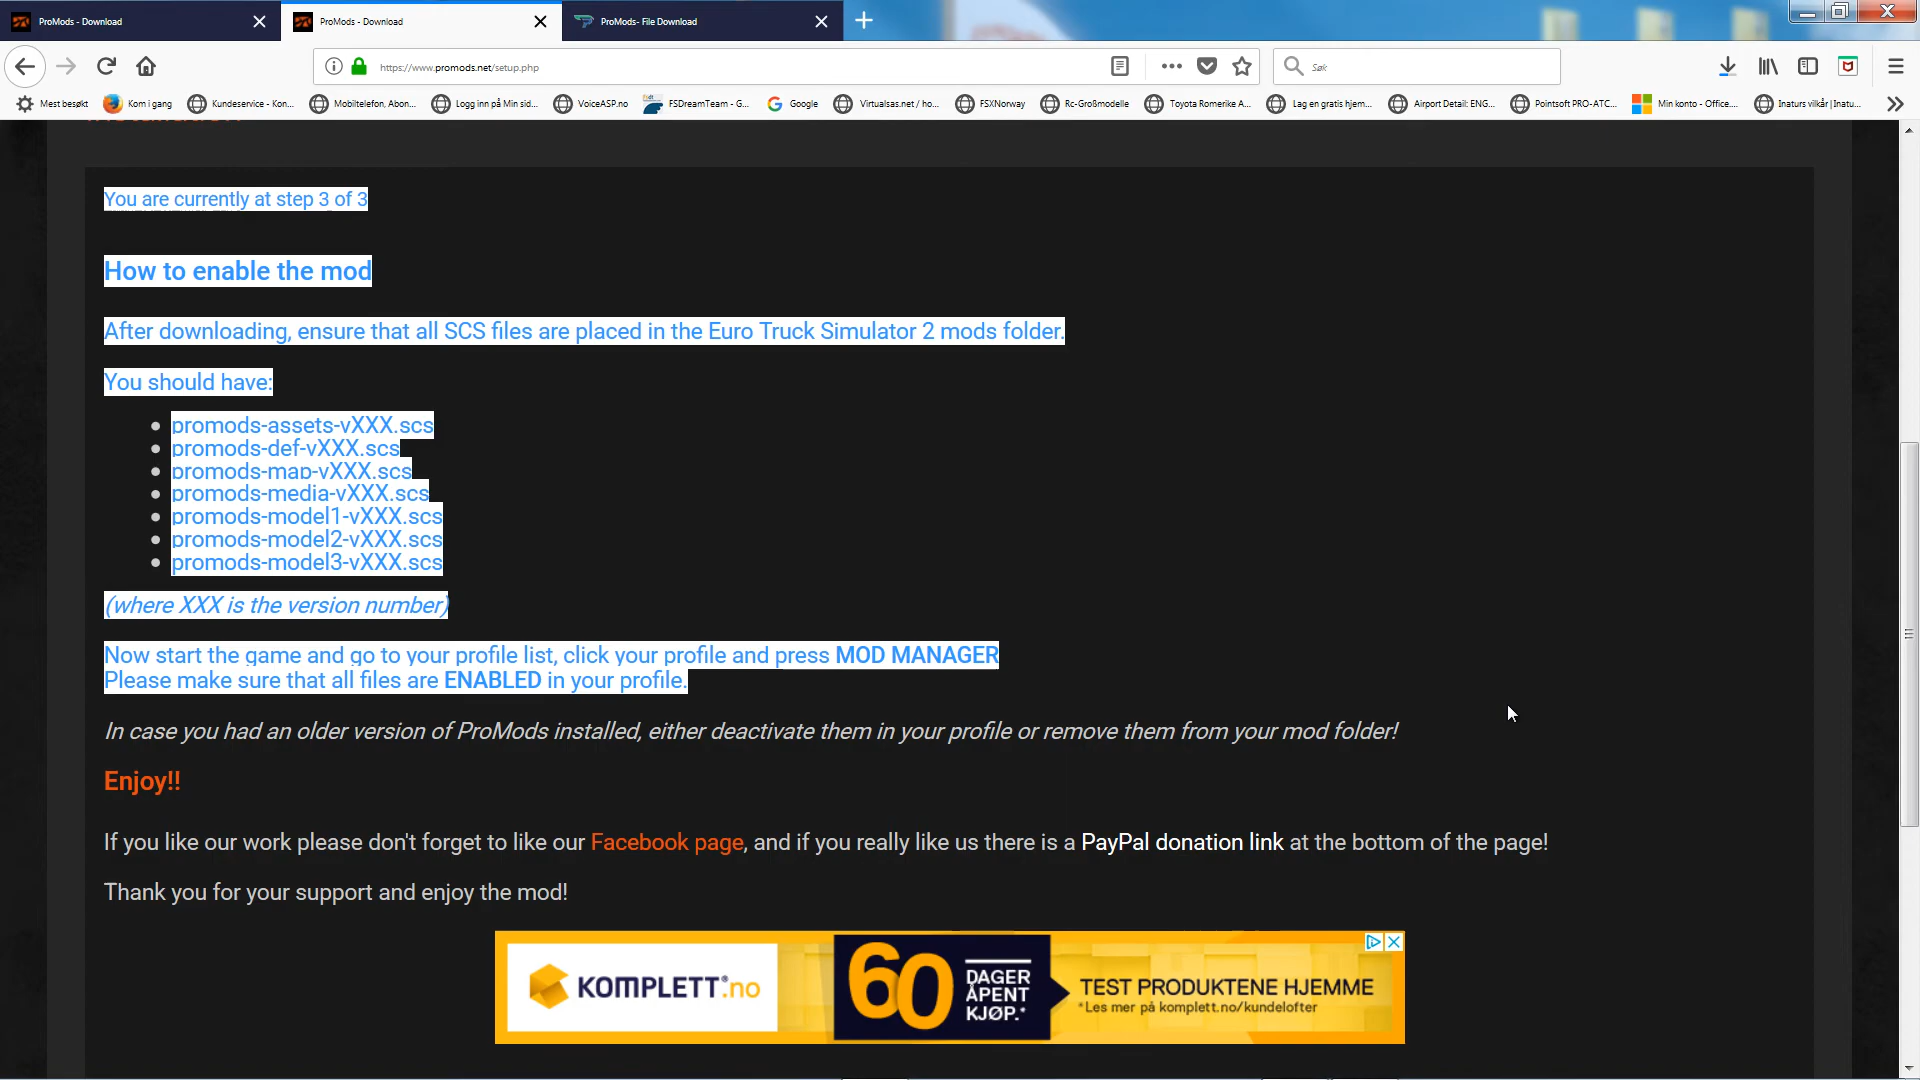 ProMods - Download
ProMods - Download
ProMods- File Download
https://www.promods.net/setup.php
Søk
Mest besøkt
Kom i gang
Kundeservice - Kon...
Mobiltelefon, Abon...
Logg inn på Min sid...
VoiceASP.no
FSDreamTeam - G...
Google
Virtualsas.net / ho...
FSXNorway
Rc-Großmodelle
Toyota Romerike A...
Lag en gratis hjem...
Airport Detail: ENG...
Pointsoft PRO-ATC...
Min konto - Office....
Inaturs vilkår | Inatu...
You are currently at step 3 of 3
How to enable the mod
After downloading, ensure that all SCS files are placed in the Euro Truck Simulator 2 mods folder.
You should have:
promods-assets-vXXX.scs
promods-def-vXXX.scs
promods-map-vXXX.scs
promods-media-vXXX.scs
promods-model1-vXXX.scs
promods-model2-vXXX.scs
promods-model3-vXXX.scs
(where XXX is the version number)
Now start the game and go to your profile list, click your profile and press MOD MANAGER
Please make sure that all files are ENABLED in your profile.
In case you had an older version of ProMods installed, either deactivate them in your profile or remove them from your mod folder!
Enjoy!!
If you like our work please don't forget to like our Facebook page, and if you really like us there is a PayPal donation link at the bottom of the page!
Thank you for your support and enjoy the mod!
KOMPLETT.no
60
DAGER
ÅPENT
KJØP.*
TEST PRODUKTENE HJEMME
*Les mer på komplett.no/kundelofter